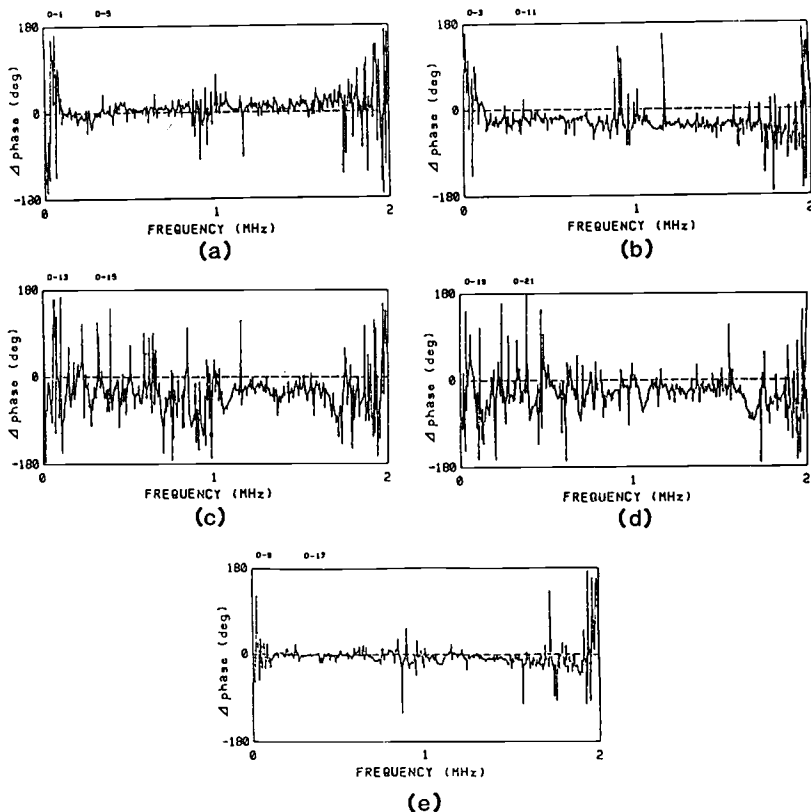 0-1 0-5
180
Δ phase (deg)
0
-180
0 1 2
FREQUENCY (MHz)
(a)
0-3 0-11
180
Δ phase (deg)
0
-180
0 1 2
FREQUENCY (MHz)
(b)
0-13 0-15
180
Δ phase (deg)
0
-180
0 1 2
FREQUENCY (MHz)
(c)
0-19 0-21
180
Δ phase (deg)
0
-180
0 1 2
FREQUENCY (MHz)
(d)
0-9 0-17
180
Δ phase (deg)
0
-180
0 1 2
FREQUENCY (MHz)
(e)